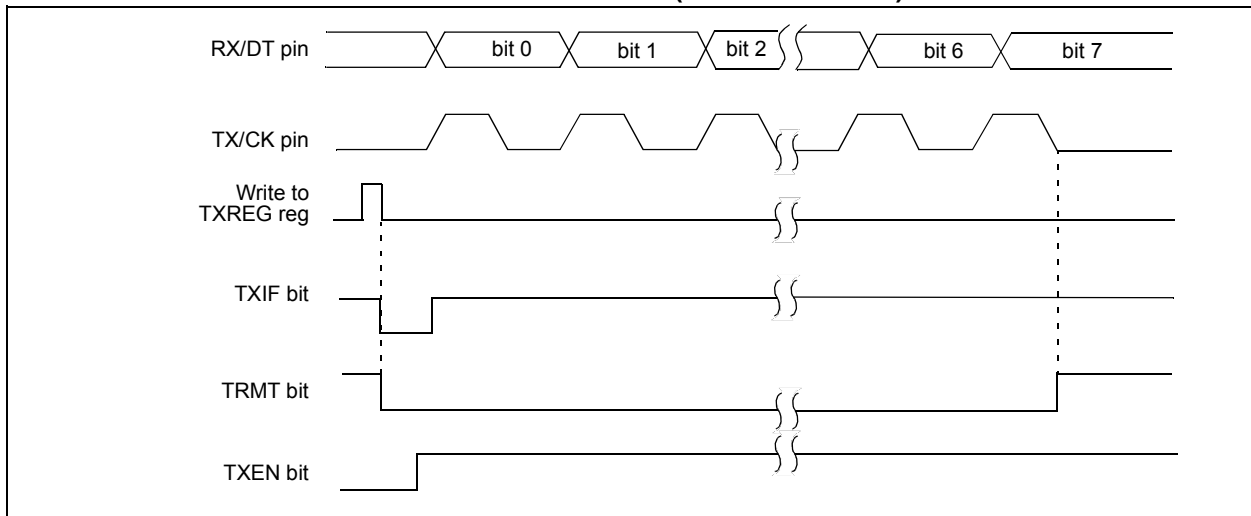 RX/DT pin
bit 0 bit 1 bit 2 bit 6 bit 7
TX/CK pin
Write to
TXREG reg
TXIF bit
TRMT bit
TXEN bit